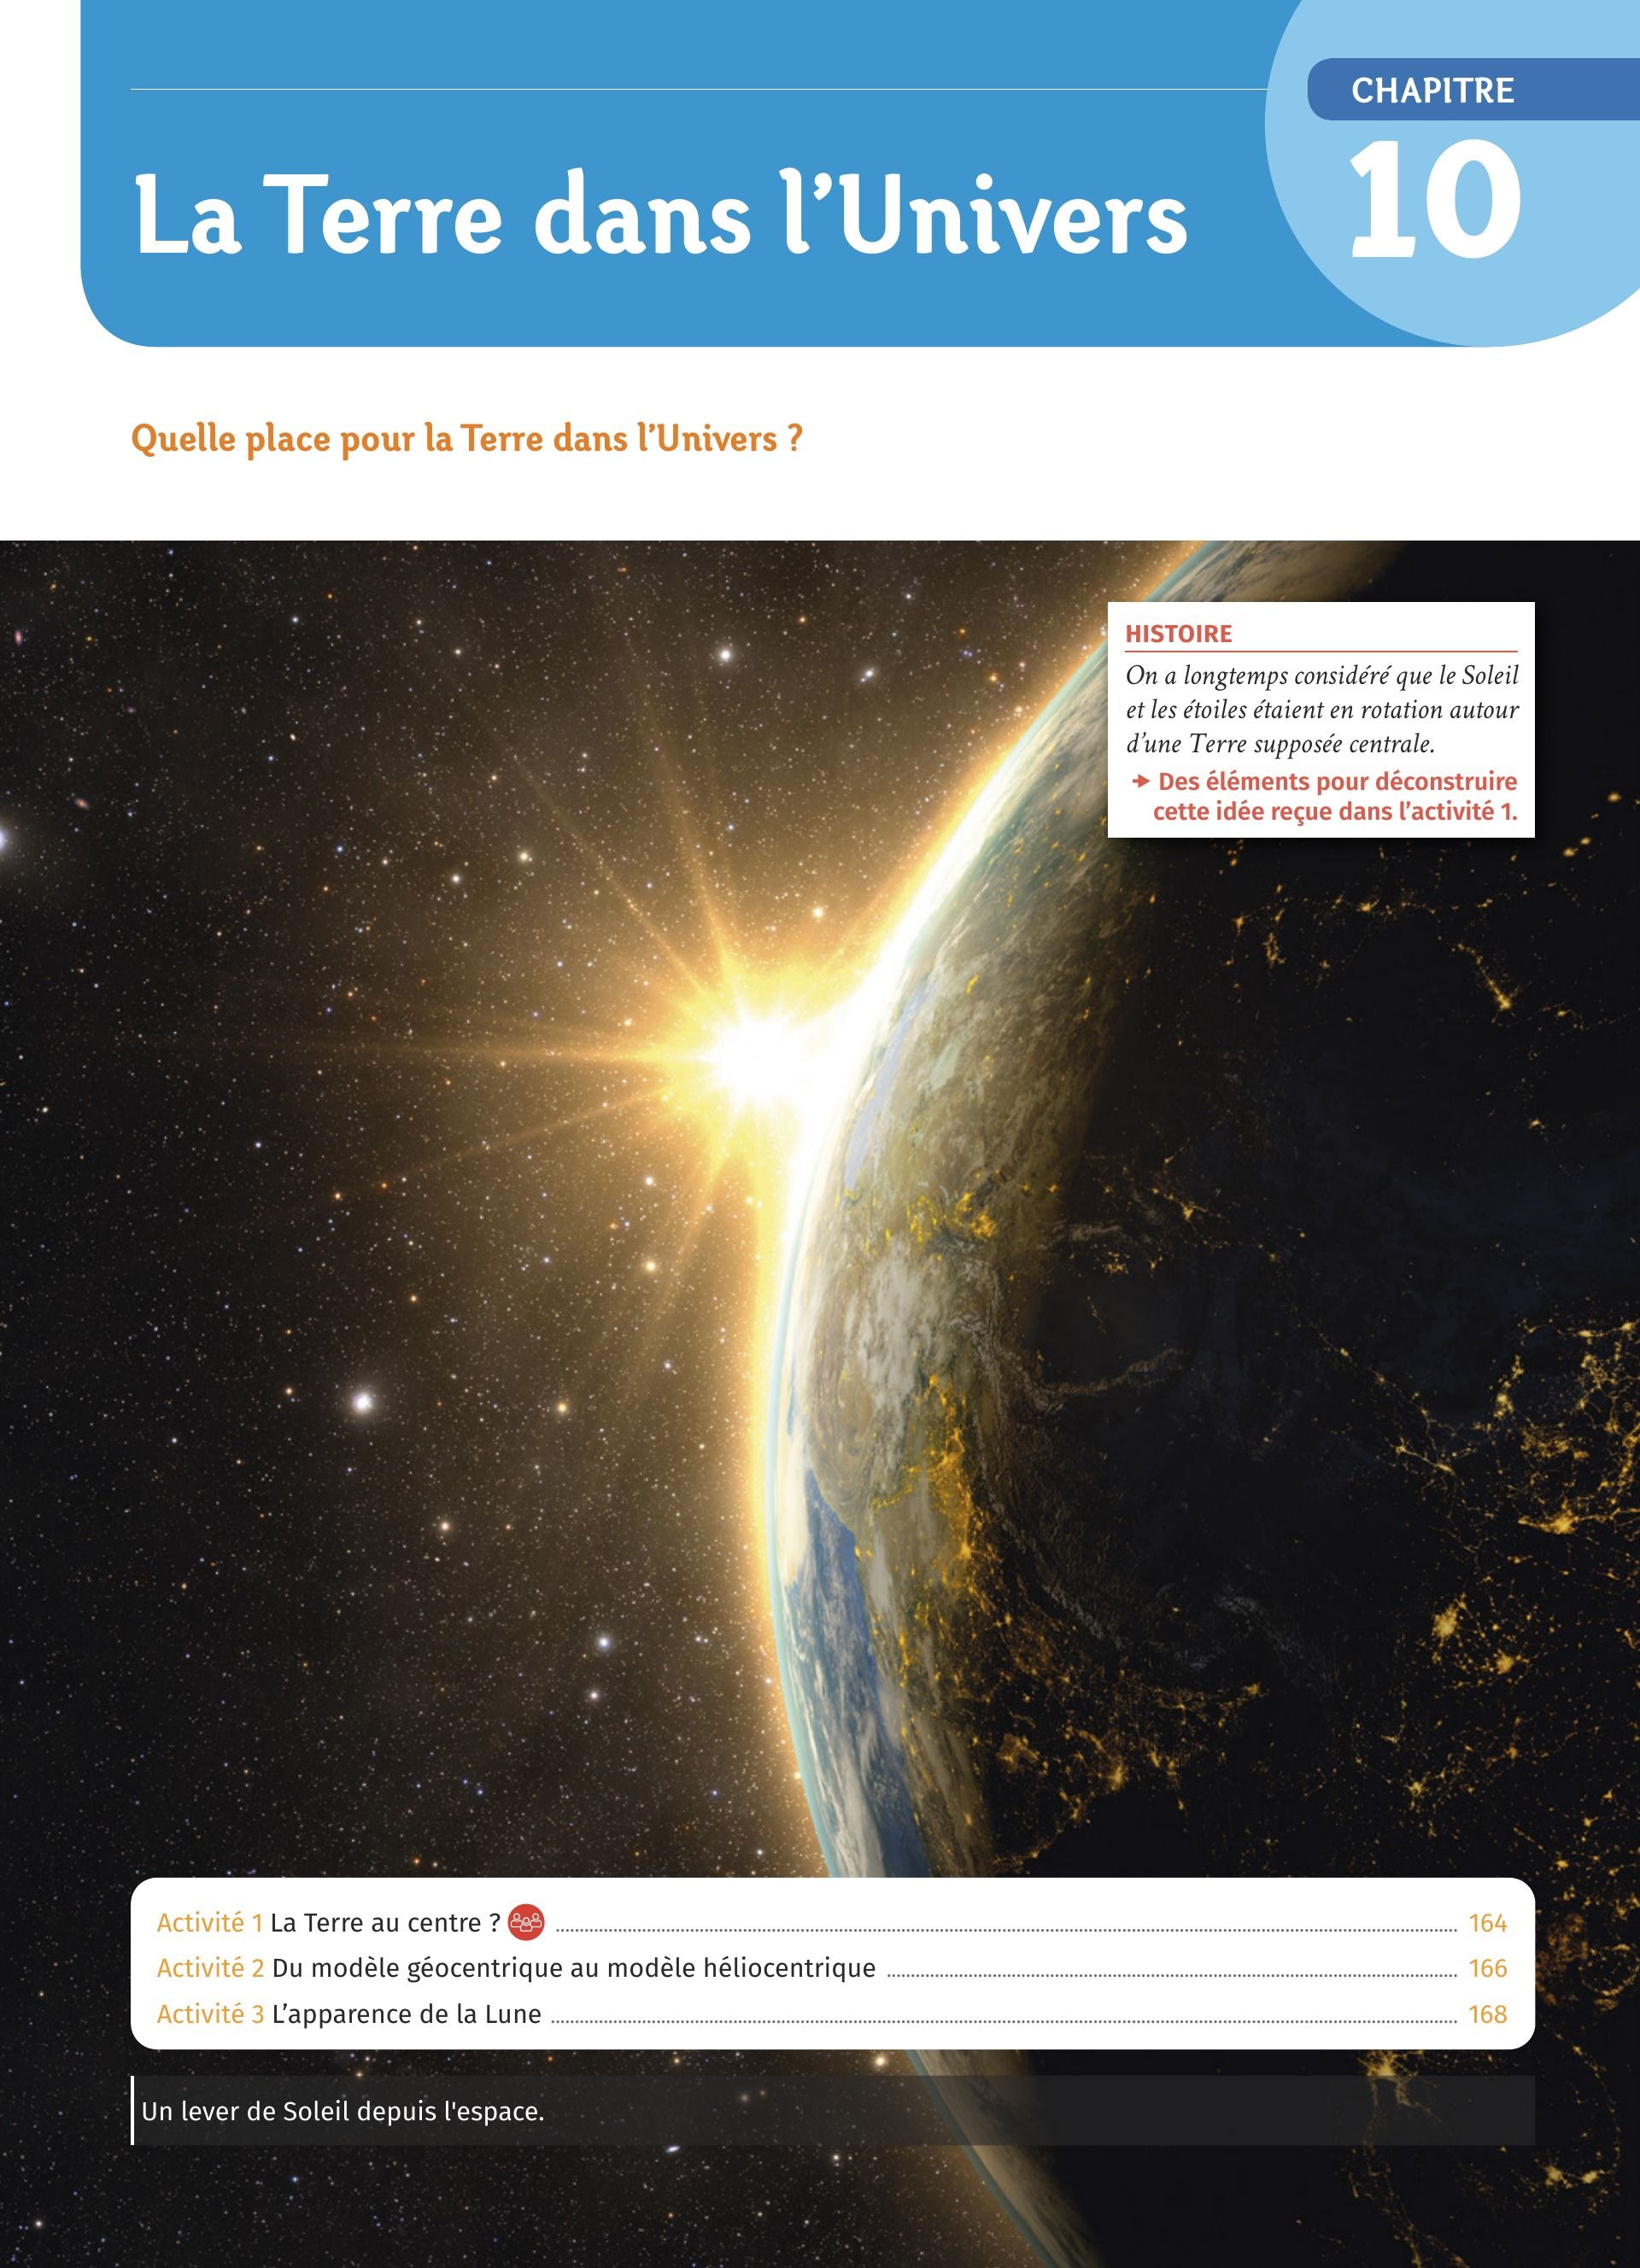 CHAPITRE
10
La Terre dans l’Univers
Quelle place pour la Terre dans l’Univers ?
HISTOIRE
On a longtemps considéré que le Soleil
et les étoiles étaient en rotation autour
d’une Terre supposée centrale.
➔ Des éléments pour déconstruire
cette idée reçue dans l’activité 1.
Activité 1 La Terre au centre ? 164
Activité 2 Du modèle géocentrique au modèle héliocentrique 166
Activité 3 L’apparence de la Lune 168
Un lever de Soleil depuis l'espace.